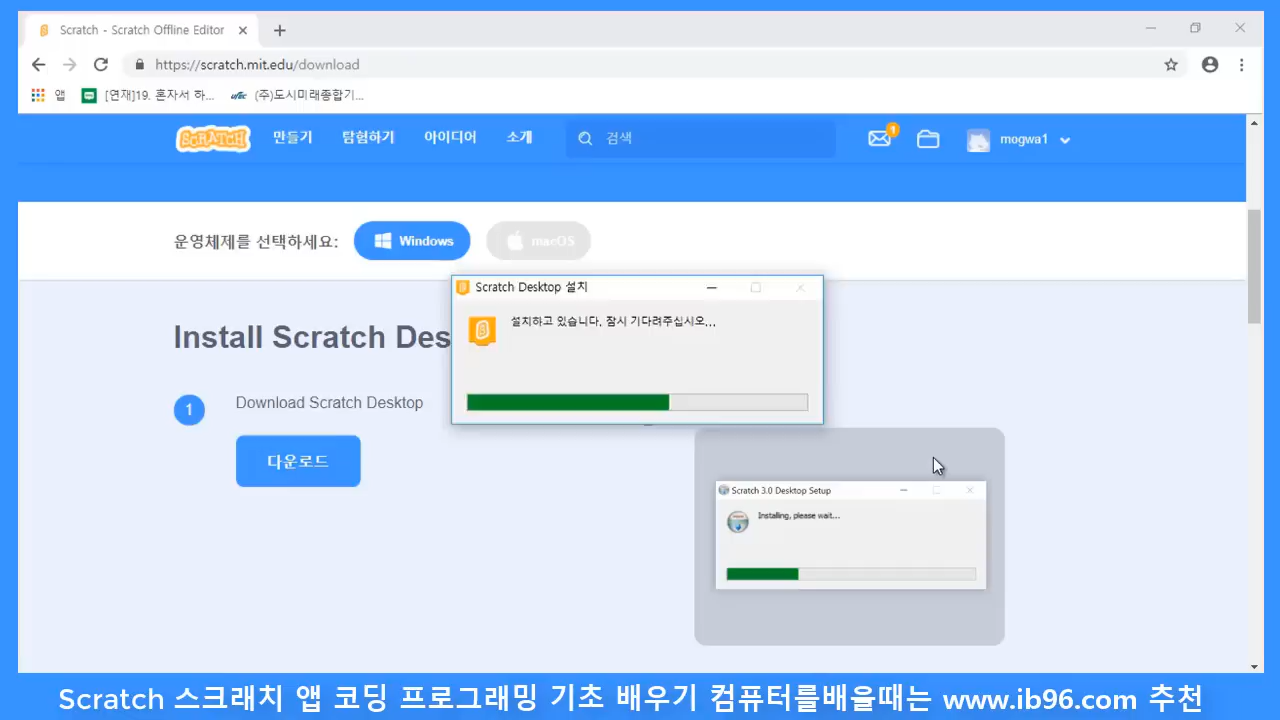 Scratch - Scratch Offline Editor
https://scratch.mit.edu/download
앱 [연재]19. 혼자서 하... (주)도시미래종합기...
SCRATCH 만들기 탐험하기 아이디어 소개 검색 1 mogwa1
운영체제를 선택하세요: Windows macOS
Scratch Desktop 설치
설치하고 있습니다. 잠시 기다려주십시오...
Install Scratch Des
1 Download Scratch Desktop
다운로드
Scratch 3.0 Desktop Setup
Installing, please wait...
Scratch 스크래치 앱 코딩 프로그래밍 기초 배우기 컴퓨터를배울때는 www.ib96.com 추천